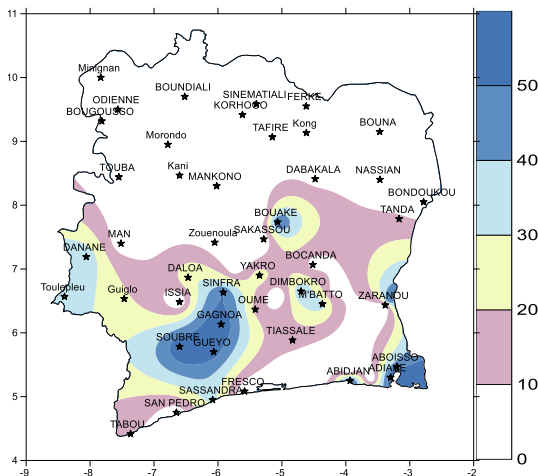 11
10
9
8
7
6
5
4
-9
-8
-7
-6
-5
-4
-3
-2
Minignan
BOUNDIALI
SINEMATIALI
FERKE
ODIENNE
KORHOGO
BOUGOUSSO
TAFIRE
Kong
BOUNA
Morondo
TOUBA
Kani
MANKONO
DABAKALA
NASSIAN
BONDOUKOU
BOUAKE
TANDA
MAN
Zouenoula
SAKASSOU
DANANE
BOCANDA
DALOA
YAKRO
Toulepleu
Guiglo
ISSIA
SINFRA
DIMBOKRO
M'BATTO
ZARANOU
OUME
GAGNOA
TIASSALE
SOUBRE
GUEYO
ABOISSO
ABIDJAN
ADIAKE
FRESCO
SASSANDRA
SAN PEDRO
TABOU
50
40
30
20
10
0